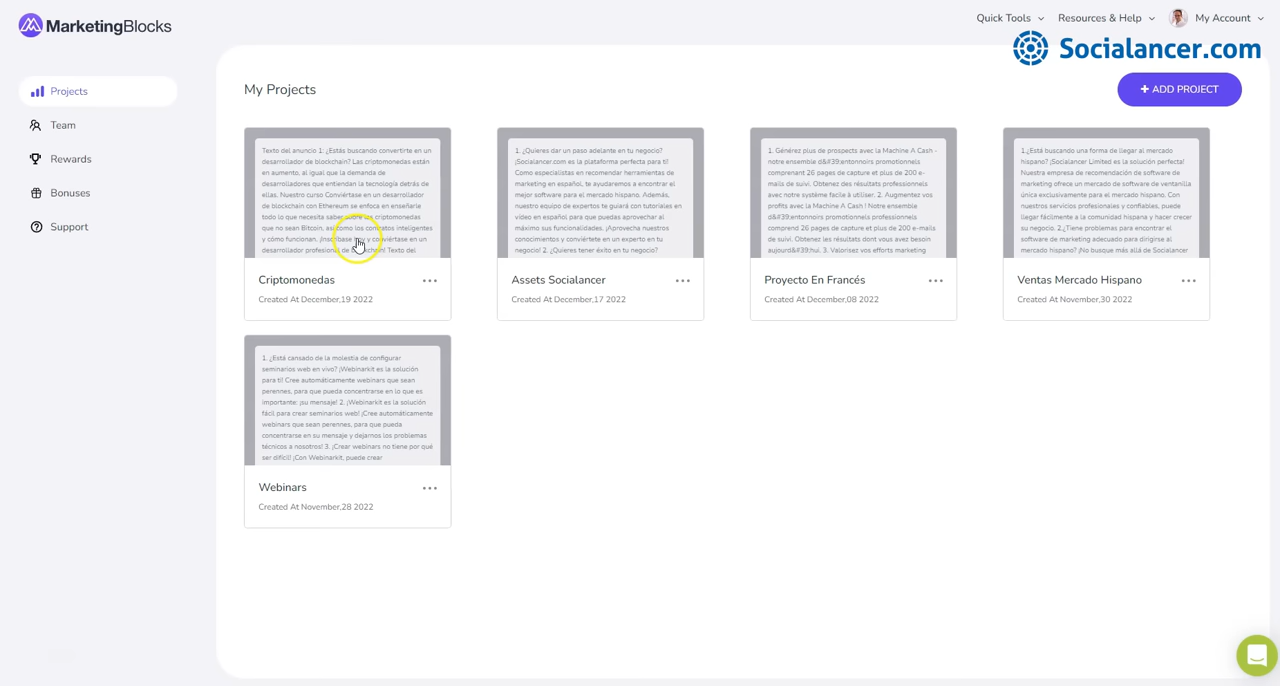 MarketingBlocks
Quick Tools
Resources & Help
My Account
Socialancer.com
Projects
Team
Rewards
Bonuses
Support
My Projects
+ ADD PROJECT
Texto del anuncio 1: ¿Estás buscando convertirte en un
desarrollador de blockchain? Las criptomonedas están
en aumento, al igual que la demanda de
desarrolladores que entiendan la tecnología detrás de
ellas. Nuestro curso Conviértase en desarrollador
de blockchain con Ethereum se enfoca en enseñarle
todo lo que necesita saber sobre las criptomonedas
que no sean Bitcoin, así como los contratos inteligentes
y cómo funcionan. ¡Inscríbase hoy y conviértase en un
desarrollador profesional de blockchain! Texto del
Criptomonedas
Created At December,19 2022
1. ¿Quieres dar un paso adelante en tu negocio?
¡Socialancer.com es la plataforma perfecta para ti!
Como especialistas en recomendar herramientas de
marketing en español, te ayudaremos a encontrar el
mejor software para el mercado hispano. Además,
nuestro equipo de expertos te guiará con tutoriales en
vídeo en español para que puedas aprovechar al
máximo sus funcionalidades. ¡Aprovecha nuestros
conocimientos y conviértete en un experto en tu
negocio! 2. ¿Quieres tener éxito en tu negocio?
Assets Socialancer
Created At December,17 2022
1. Générez plus de prospects avec la Machine A Cash -
notre ensemble d&#39;entonnoirs promotionnels
comprenant 26 pages de capture et plus de 200 e-
mails de suivi. Obtenez des résultats professionnels
avec notre système facile à utiliser. 2. Augmentez vos
profits avec la Machine A Cash ! Notre ensemble
d&#39;entonnoirs promotionnels professionnels
comprend 26 pages de capture et plus de 200 e-mails
de suivi. Obtenez les résultats dont vous avez besoin
aujourd&#39;hui. 3. Valorisez vos efforts marketing
Proyecto En Francés
Created At December,08 2022
1.¿Está buscando una forma de llegar al mercado
hispano? ¡Socialancer Limited es la solución perfecta!
Nuestra empresa de recomendación de software de
marketing ofrece un mercado de ventanilla
única exclusivamente para el mercado hispano. Con
nuestros servicios profesionales y confiables, puede
llegar fácilmente a la comunidad hispana y hacer crecer
su negocio. 2.¿Tiene problemas para encontrar el
software de marketing adecuado para dirigirse al
mercado hispano? ¡No busque más allá de Socialancer
Ventas Mercado Hispano
Created At November,30 2022
1. ¿Está cansado de la molestia de configurar
seminarios web en vivo? ¡Webinarkit es la solución
para ti! Cree automáticamente webinars que sean
perennes, para que pueda concentrarse en lo que es
importante: ¡su mensaje! 2. ¡Webinarkit es la solución
fácil para crear seminarios web! ¡Cree automáticamente
webinars que sean perennes, para que pueda
concentrarse en su mensaje y dejarnos los problemas
técnicos a nosotros! 3. ¡Crear webinars no tiene por qué
ser difícil! ¡Con Webinarkit, puede crear
Webinars
Created At November,28 2022